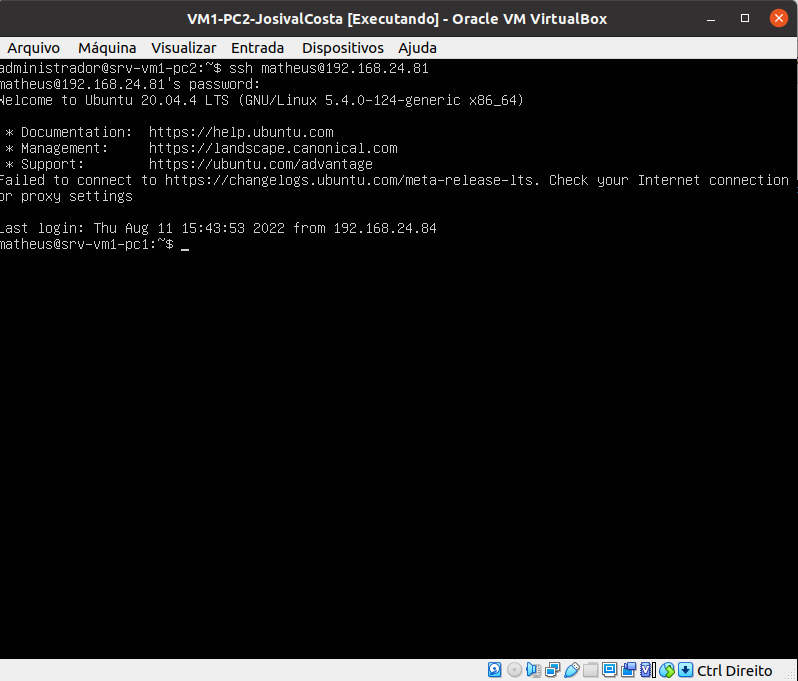 VM1-PC2-JosivalCosta [Executando] - Oracle VM VirtualBox
Arquivo Máquina Visualizar Entrada Dispositivos Ajuda
administrador@srv-vm1-pc2:~$ ssh matheus@192.168.24.81
matheus@192.168.24.81's password:
Welcome to Ubuntu 20.04.4 LTS (GNU/Linux 5.4.0-124-generic x86_64)
* Documentation: https://help.ubuntu.com
* Management: https://landscape.canonical.com
* Support: https://ubuntu.com/advantage
Failed to connect to https://changelogs.ubuntu.com/meta-release-lts. Check your Internet connection
or proxy settings
Last login: Thu Aug 11 15:43:53 2022 from 192.168.24.84
matheus@srv-vm1-pc1:~$ _
Ctrl Direito